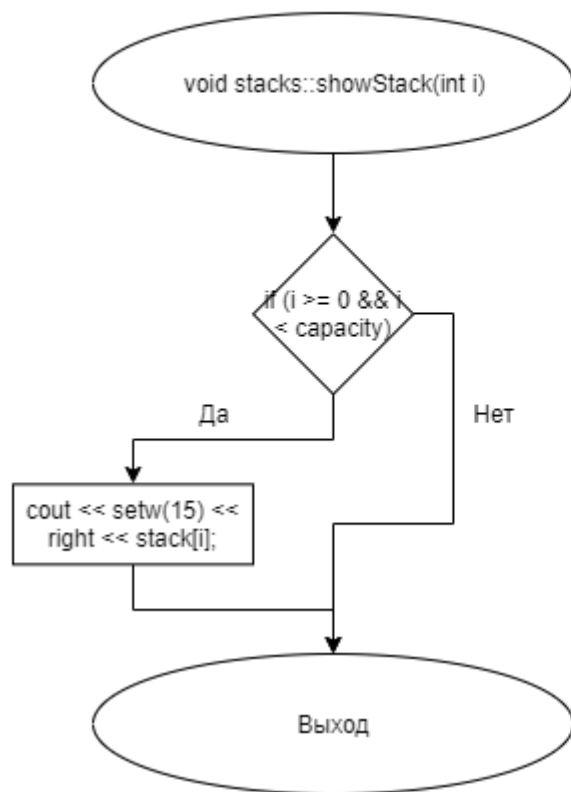 void stacks::showStack(int i)
if (i >= 0 && i
< capacity)
Да
Нет
cout << setw(15) <<
right << stack[i];
Выход